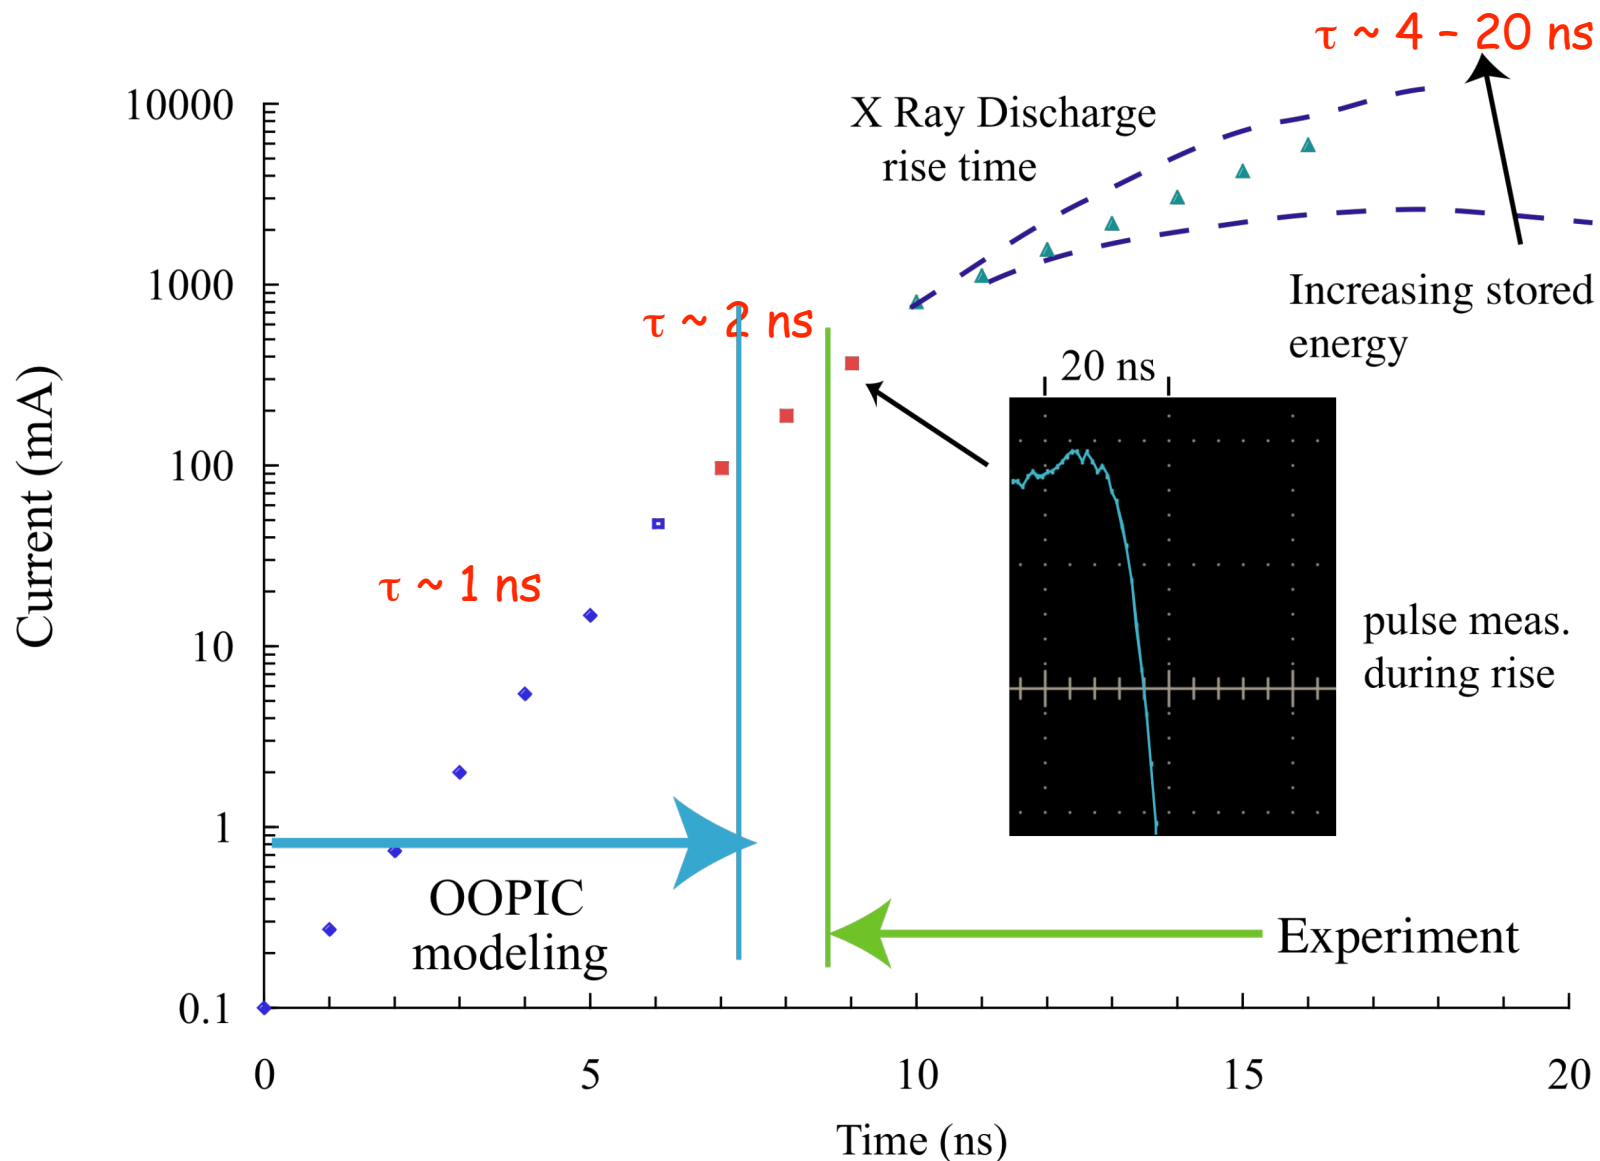 τ ~ 4 - 20 ns
10000
X Ray Discharge
rise time
1000
Increasing stored
energy
τ ~ 2 ns
20 ns
Current (mA)
100
τ ~ 1 ns
10
pulse meas.
during rise
1
OOPIC
modeling
Experiment
0.1
0 5 10 15 20
Time (ns)